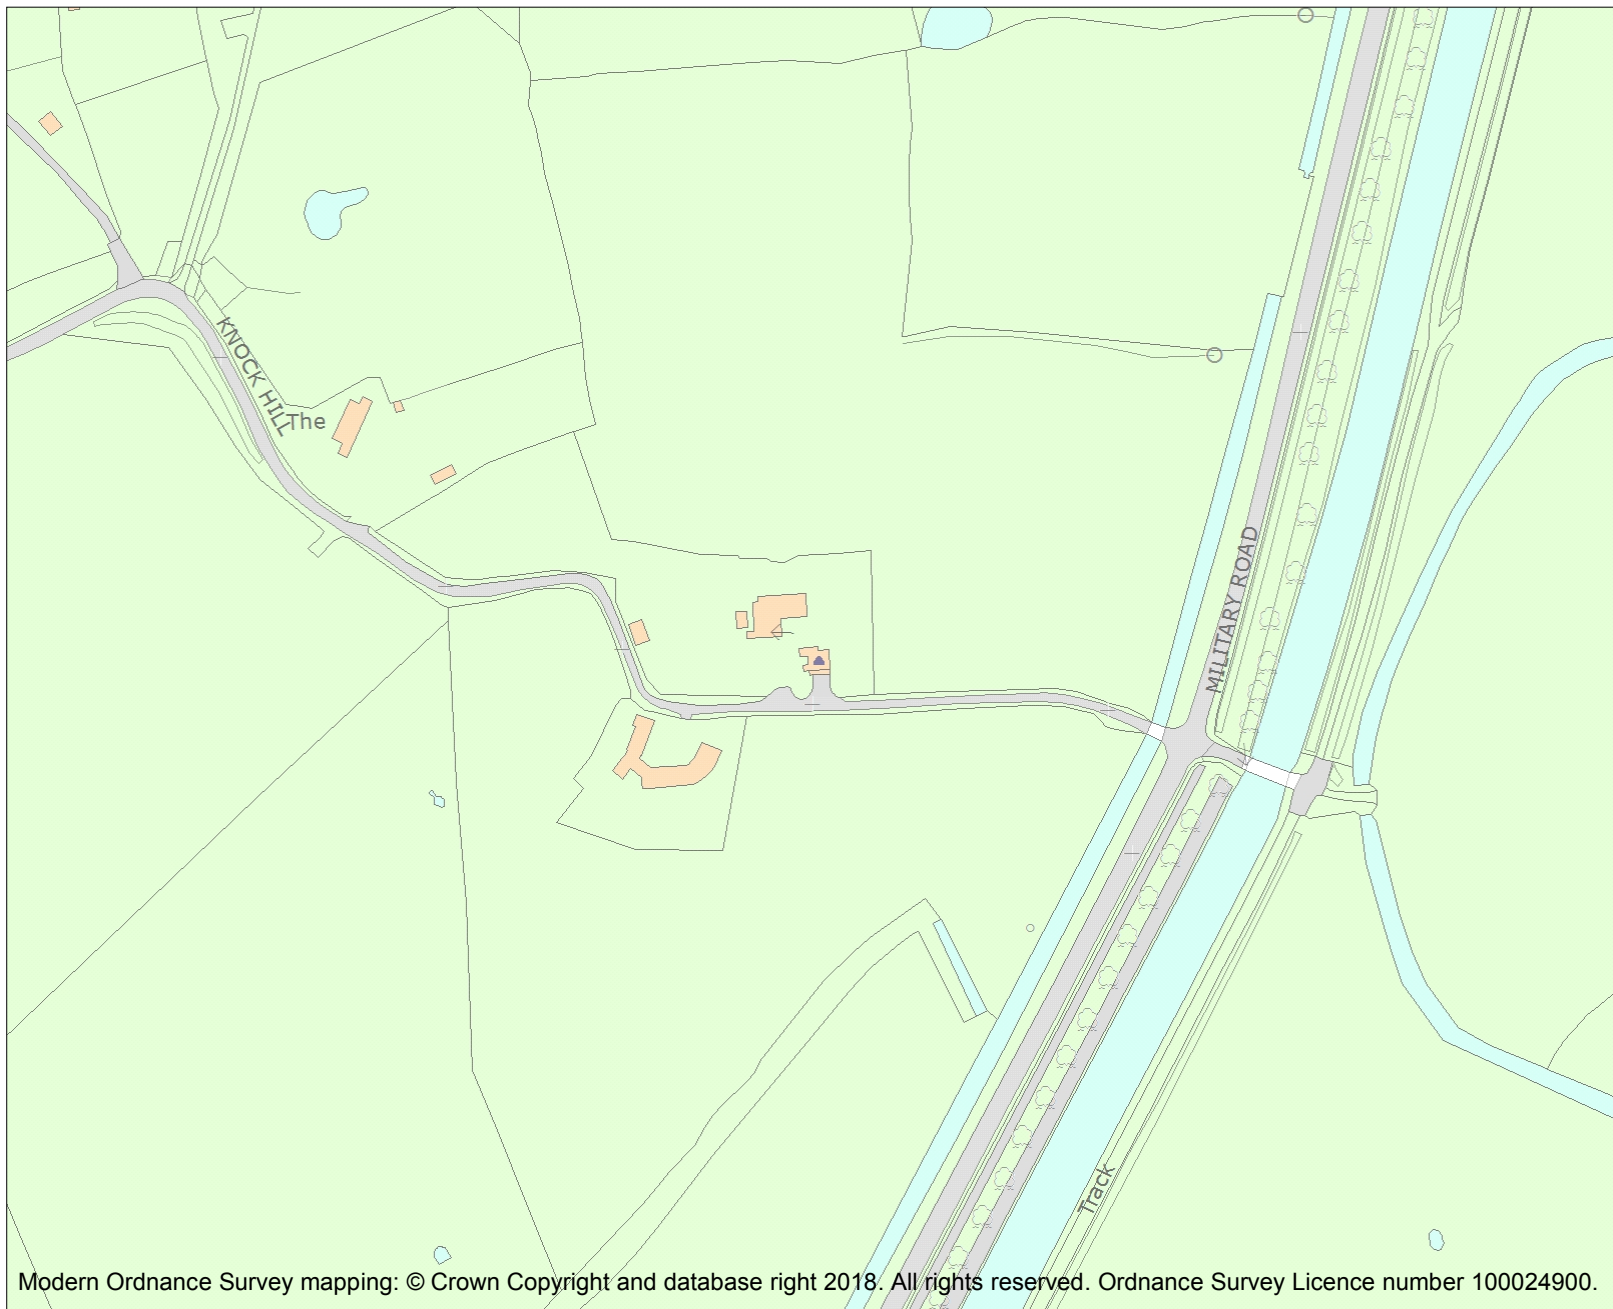 KNOCK HILL
The
MILITARY ROAD
Track
Modern Ordnance Survey mapping: © Crown Copyright and database right 2018. All rights reserved. Ordnance Survey Licence number 100024900.